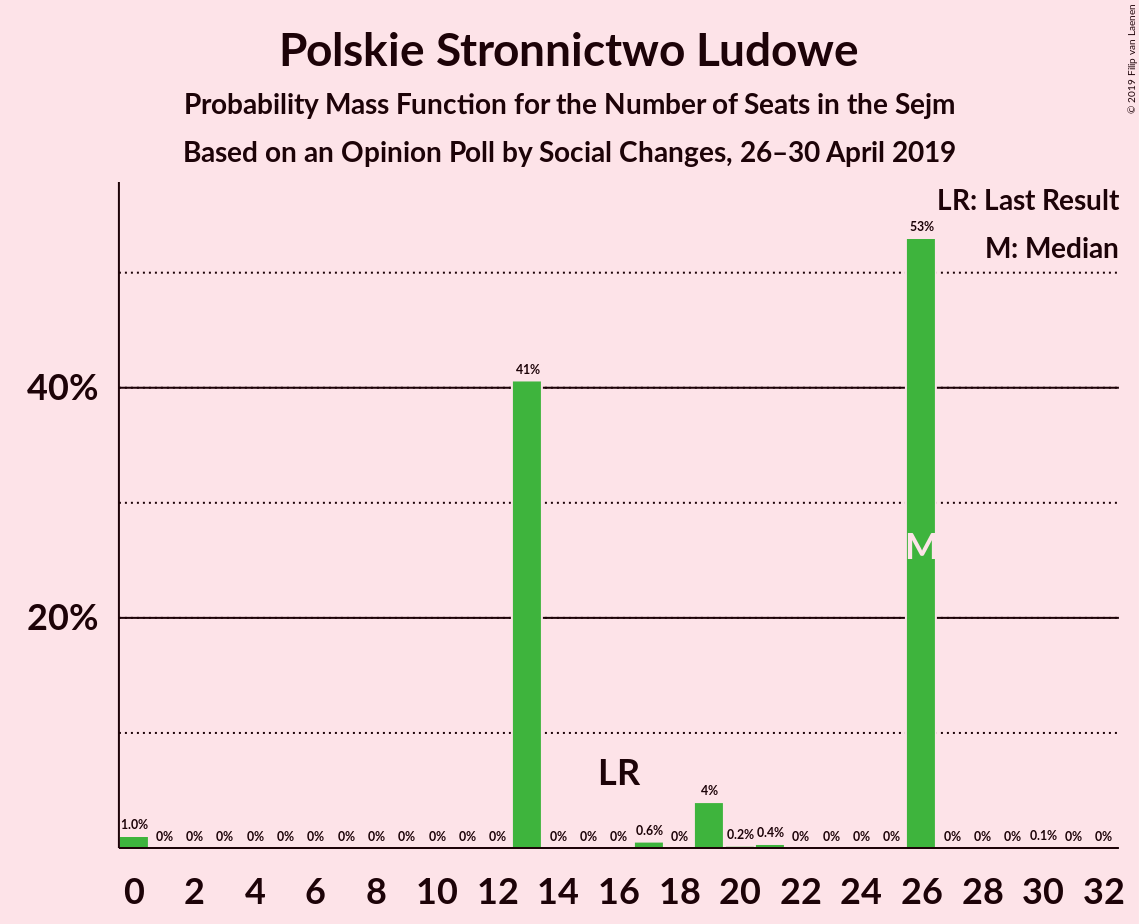 Polskie Stronnictwo Ludowe
Probability Mass Function for the Number of Seats in the Sejm
Based on an Opinion Poll by Social Changes, 26–30 April 2019
© 2019 Filip van Laenen
LR: Last Result
M: Median
40%
20%
1.0% 0% 0% 0% 0% 0% 0% 0% 0% 0% 0% 0% 0% 41% 0% 0% 0% 0.6% 0% 4% 0.2% 0.4% 0% 0% 0% 0% 53% 0% 0% 0% 0.1% 0% 0%
LR
M
0 2 4 6 8 10 12 14 16 18 20 22 24 26 28 30 32